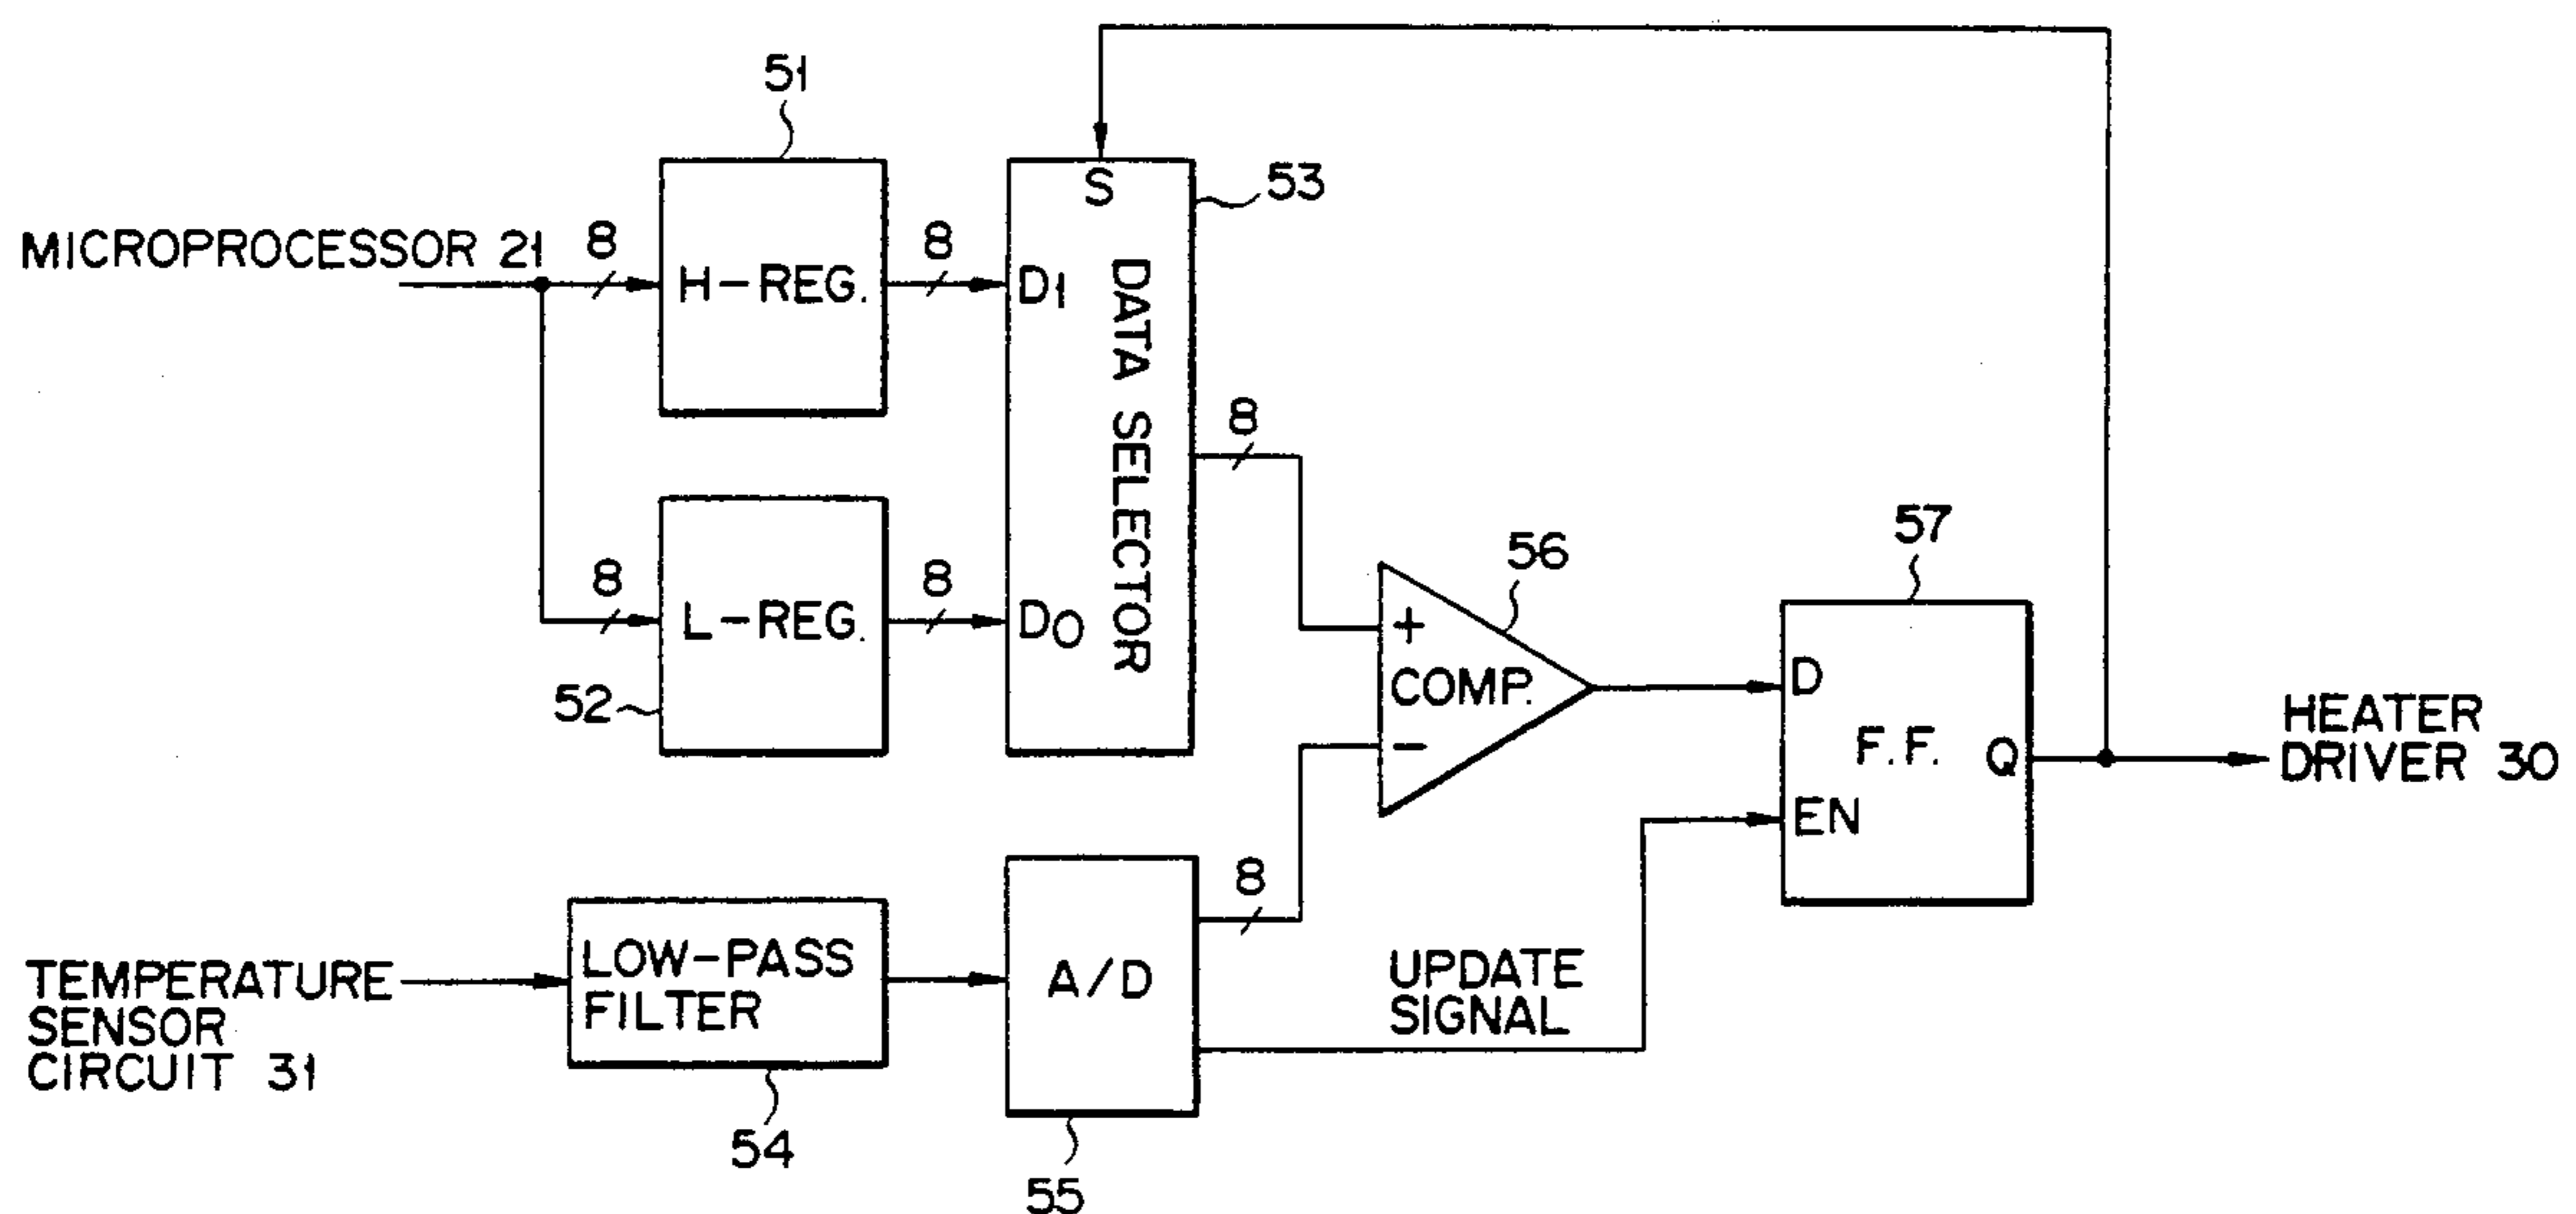 51
S
53
MICROPROCESSOR 21
8
H-REG.
8
D1
DATA SELECTOR
8
8
L-REG.
8
D0
52
+
COMP.
-
56
57
D
F.F.
Q
EN
HEATER
DRIVER 30
TEMPERATURE
SENSOR
CIRCUIT 31
LOW-PASS
FILTER
54
A/D
55
8
UPDATE
SIGNAL